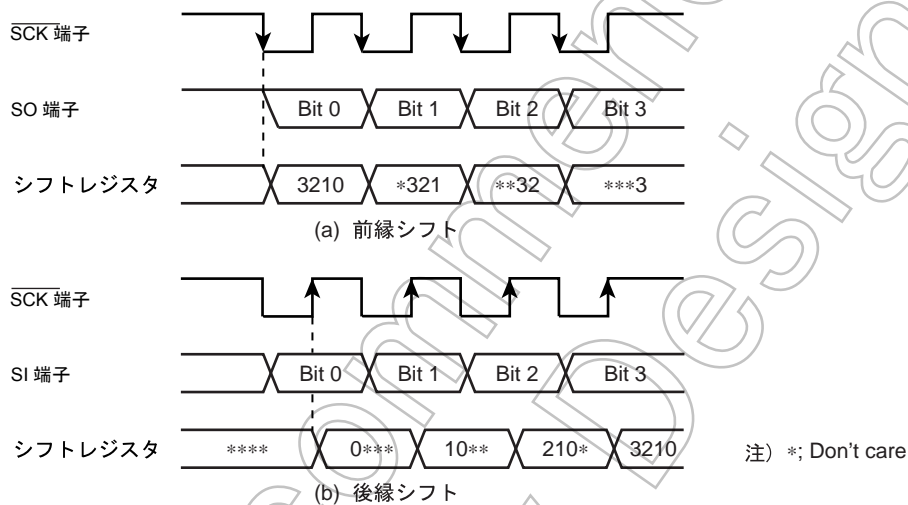 SCK 端子
SO 端子
Bit 0 Bit 1 Bit 2 Bit 3
シフトレジスタ
3210 *321 **32 ***3
(a) 前縁シフト
SCK 端子
SI 端子
Bit 0 Bit 1 Bit 2 Bit 3
シフトレジスタ
**** 0*** 10** 210* 3210
注) *; Don't care
(b) 後縁シフト